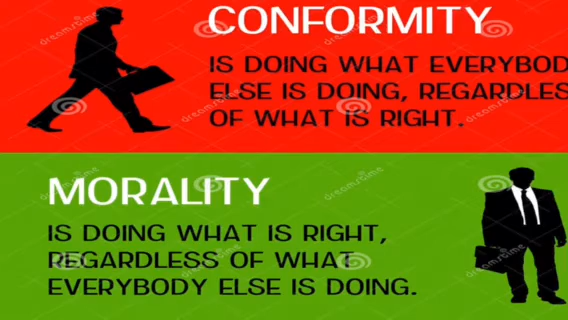 CONFORMITY
IS DOING WHAT EVERYBOD
ELSE IS DOING, REGARDLES
OF WHAT IS RIGHT.
MORALITY
IS DOING WHAT IS RIGHT,
REGARDLESS OF WHAT
EVERYBODY ELSE IS DOING.
dreamstime